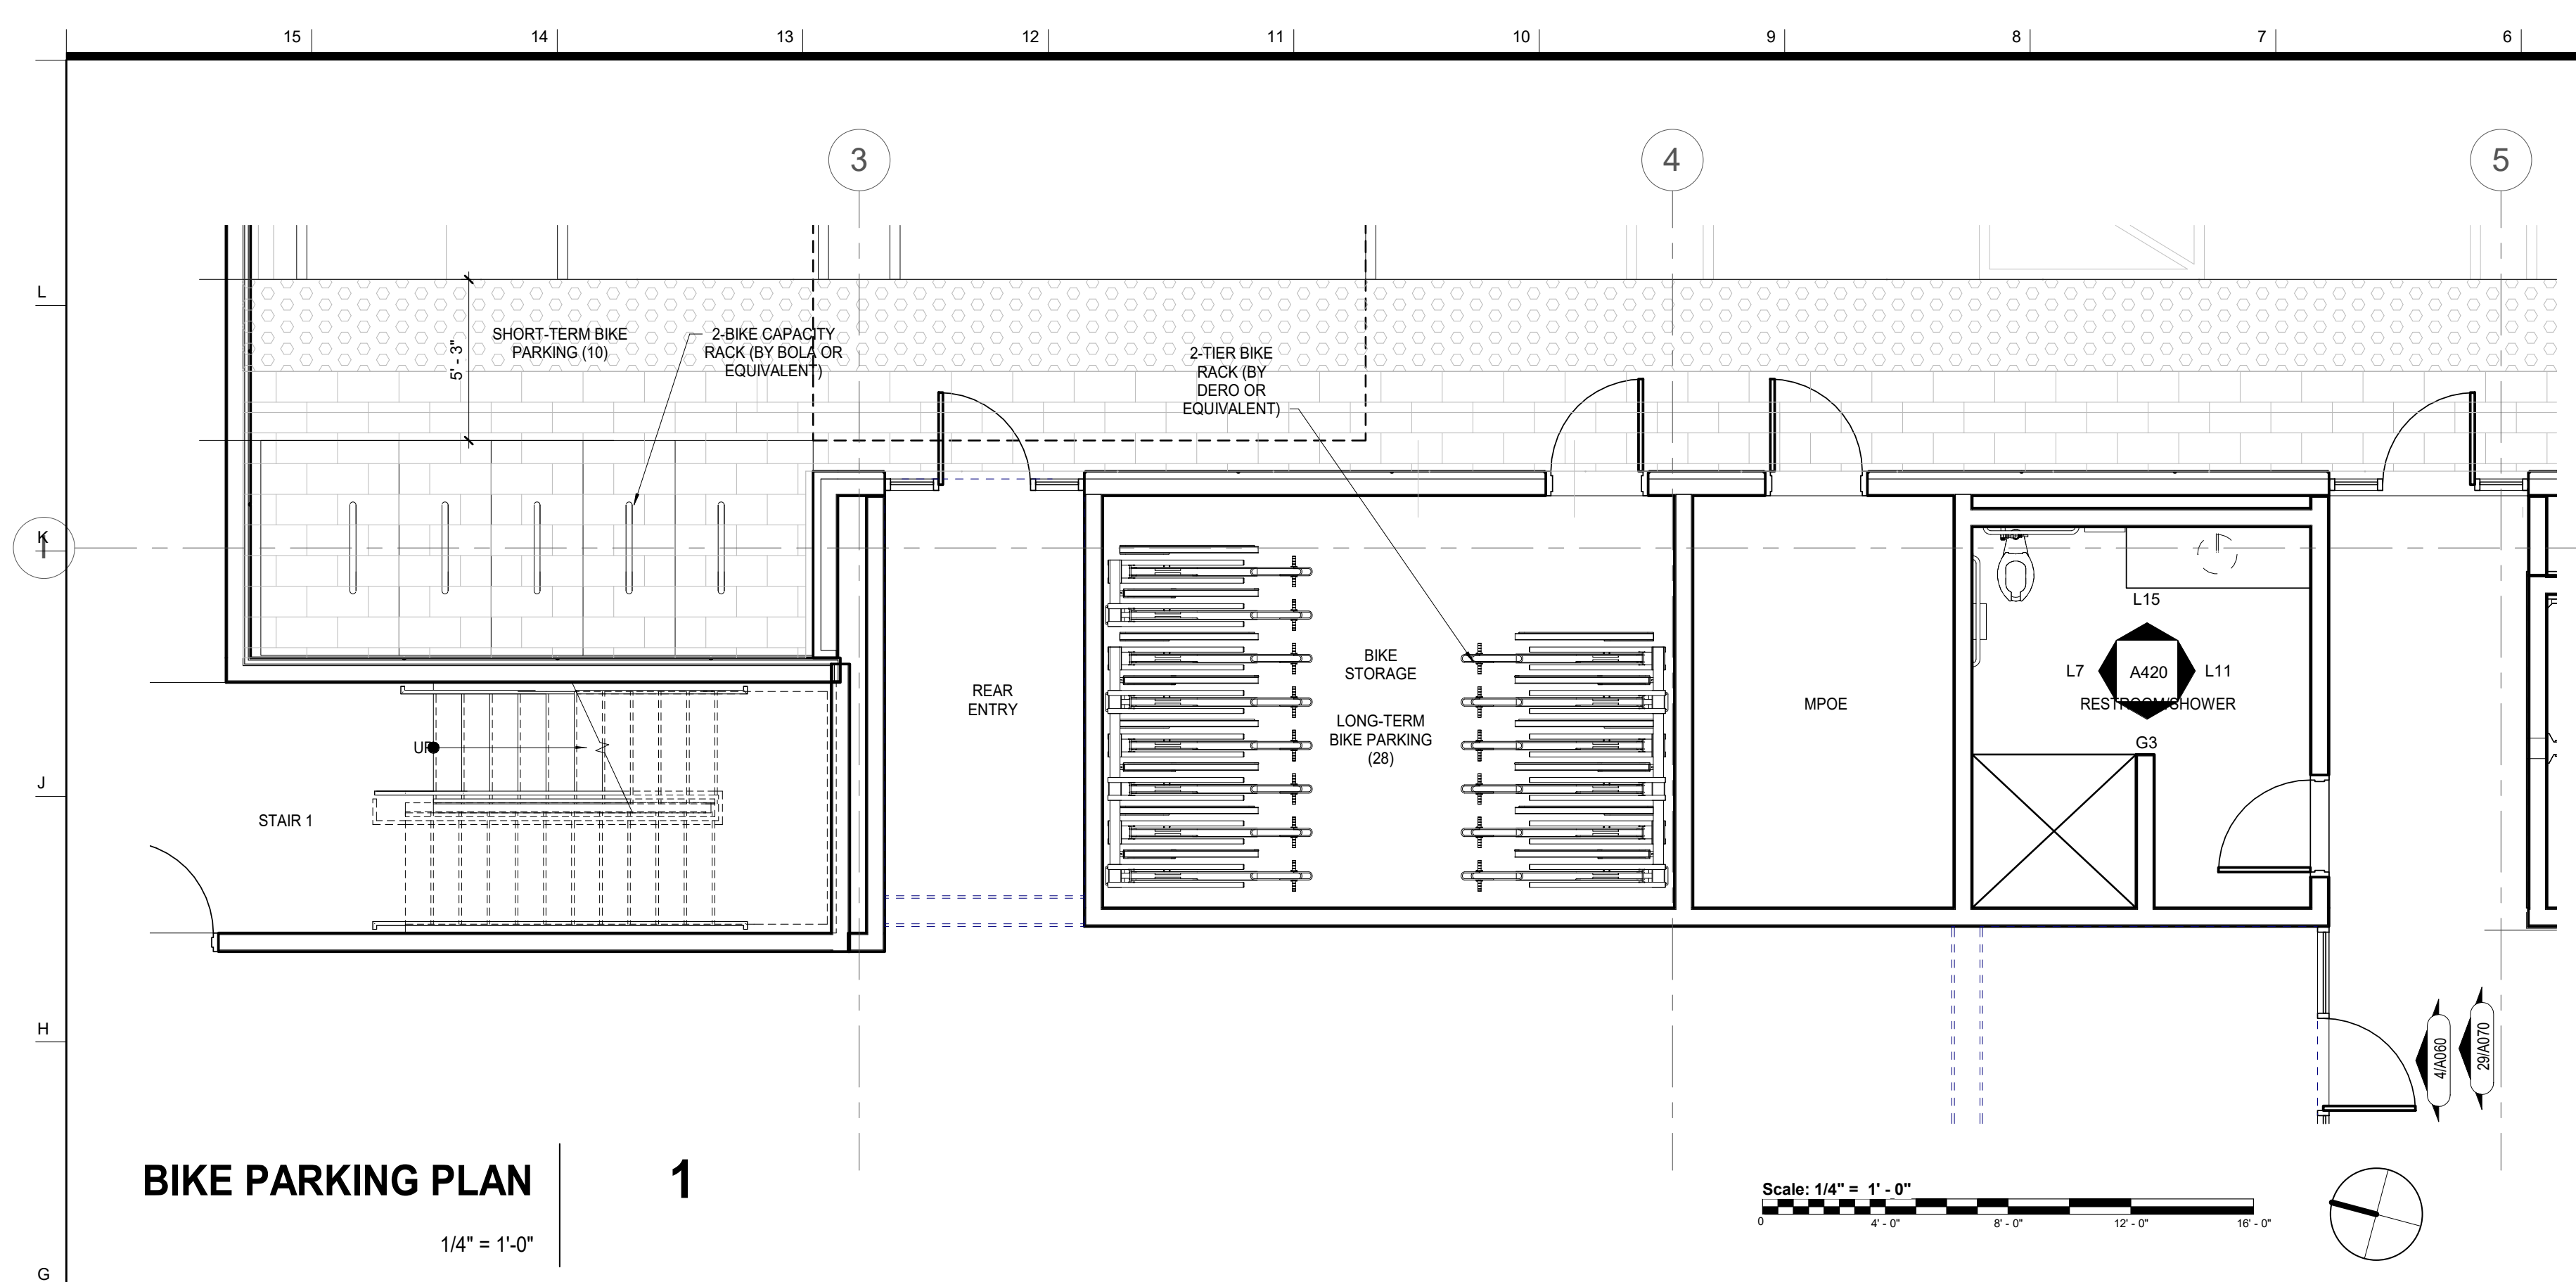 15 14 13 12 11 10 9 8 7 6
3 4 5
L
SHORT-TERM BIKE
PARKING (10)
5' - 3"
2-BIKE CAPACITY
RACK (BY BOLA OR
EQUIVALENT)
2-TIER BIKE
RACK (BY
DERO OR
EQUIVALENT)
K
1
L15
BIKE
STORAGE
L7 A420 L11
REAR
ENTRY
MPOE
RESTROOM/SHOWER
LONG-TERM
BIKE PARKING
(28)
G3
UP
J
STAIR 1
H
4/A060
29/A070
BIKE PARKING PLAN 1
1/4" = 1'-0"
Scale: 1/4" = 1' - 0"
0 4' - 0" 8' - 0" 12' - 0" 16' - 0"
G